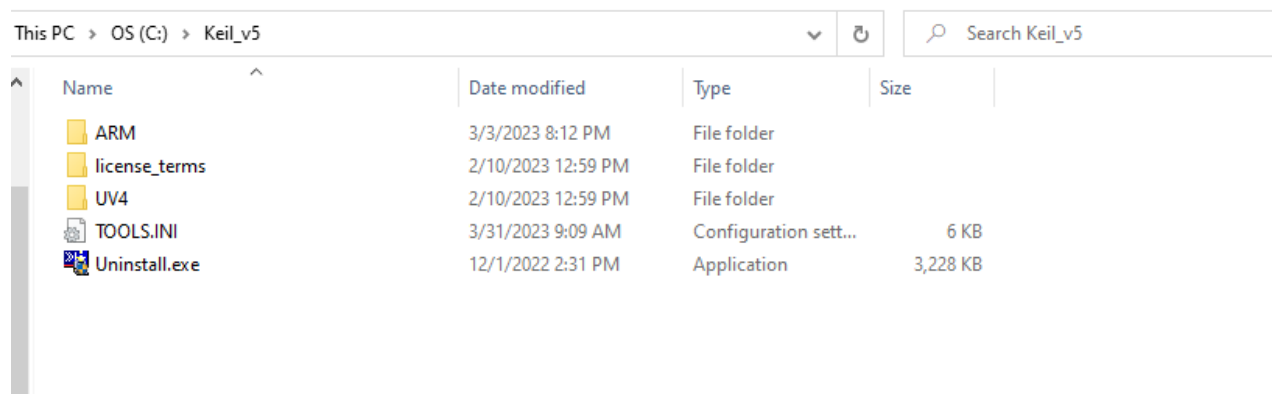 This PC > OS (C:) > Keil_v5 Search Keil_v5
Name Date modified Type Size
ARM 3/3/2023 8:12 PM File folder
license_terms 2/10/2023 12:59 PM File folder
UV4 2/10/2023 12:59 PM File folder
TOOLS.INI 3/31/2023 9:09 AM Configuration sett... 6 KB
Uninstall.exe 12/1/2022 2:31 PM Application 3,228 KB